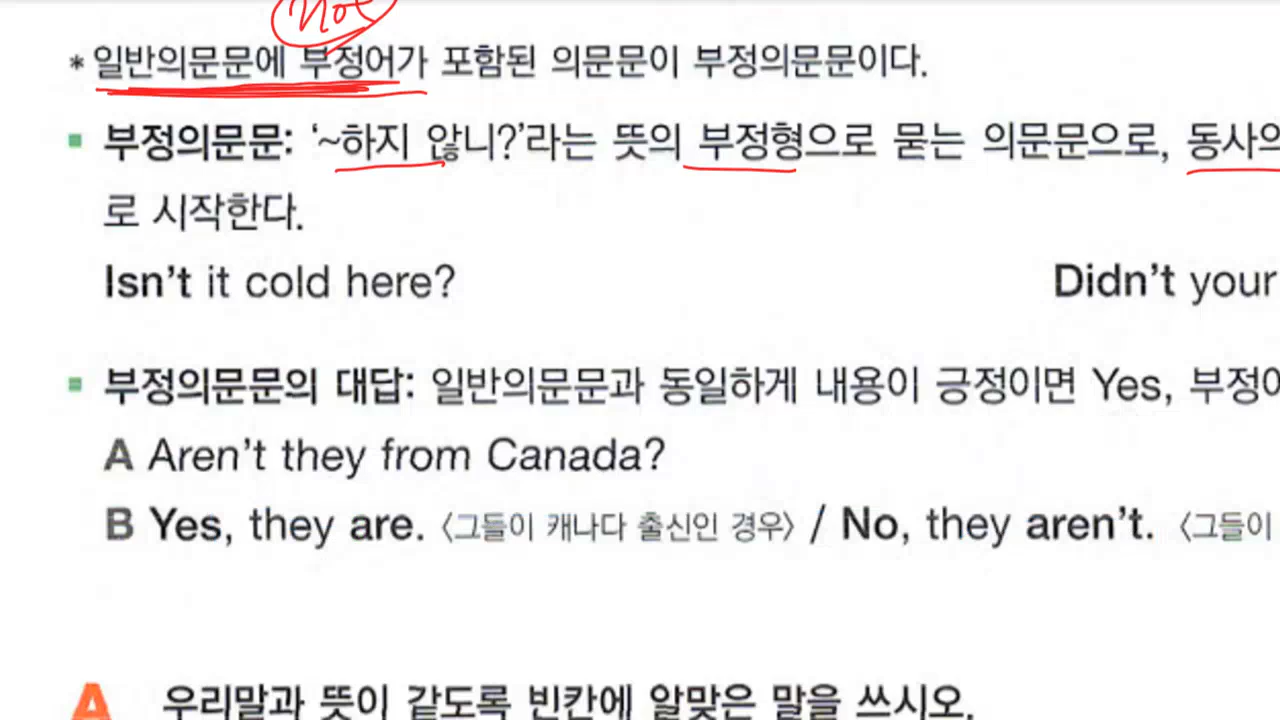 Not
* 일반의문문에 부정어가 포함된 의문문이 부정의문문이다.
부정의문문: ‘~하지 않니?’라는 뜻의 부정형으로 묻는 의문문으로, 동사의
로 시작한다.
Isn’t it cold here? Didn’t your
부정의문문의 대답: 일반의문문과 동일하게 내용이 긍정이면 Yes, 부정이
A Aren’t they from Canada?
B Yes, they are. 〈그들이 캐나다 출신인 경우〉 / No, they aren’t. 〈그들이
A 우리말과 뜻이 같도록 빈칸에 알맞은 말을 쓰시오.